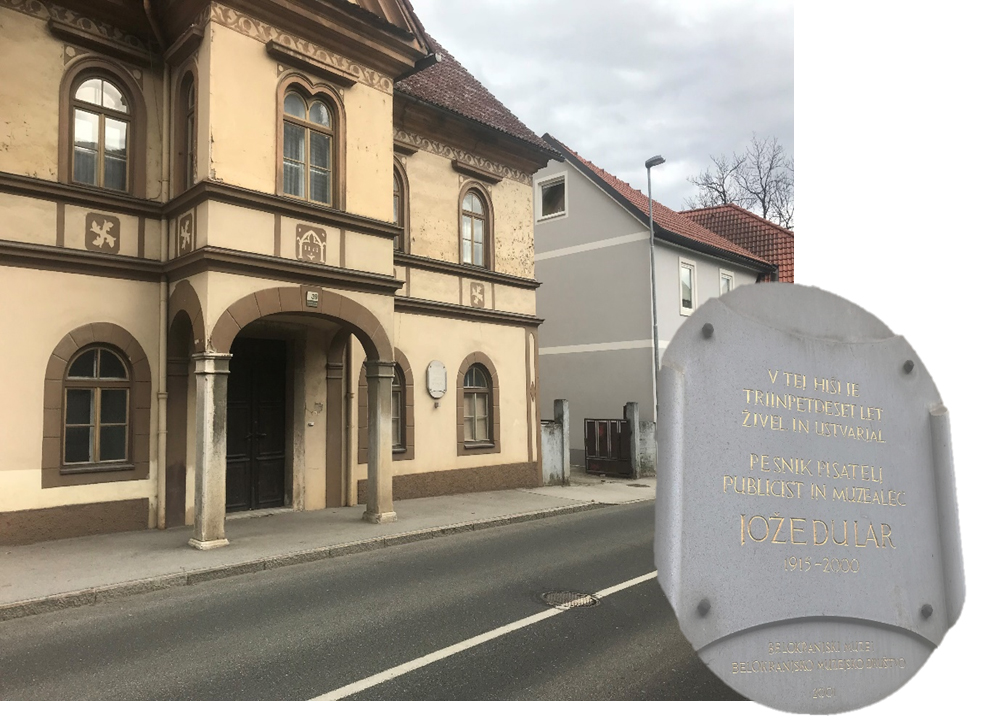 V TEJ HIŠI JE
TRIINPETDESET LET
ŽIVEL IN USTVARJAL
PESNIK PISATELJ
PUBLICIST IN MUZEALEC
JOŽE DULAR
1915-2000
BELOKRANJSKI MUZEJ
BELOKRANJSKO MUZEJSKO DRUŠTVO
2001